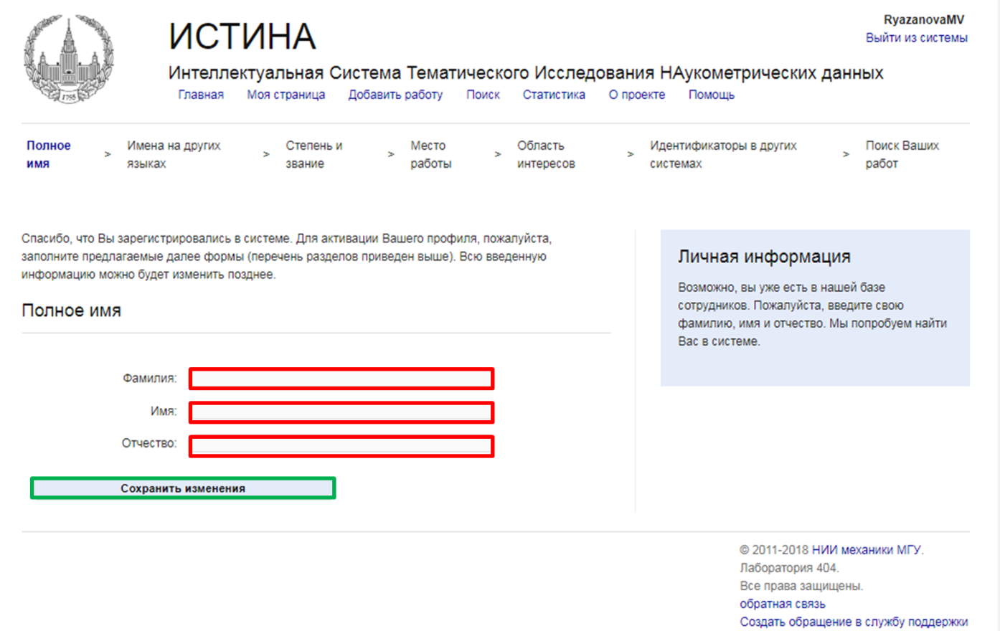 1755
ИСТИНА
RyazanovaMV
Выйти из системы
Интеллектуальная Система Тематического Исследования НАукометрических данных
Главная Моя страница Добавить работу Поиск Статистика О проекте Помощь
Полное имя > Имена на других языках > Степень и звание > Место работы > Область интересов > Идентификаторы в других системах > Поиск Ваших работ
Спасибо, что Вы зарегистрировались в системе. Для активации Вашего профиля, пожалуйста,
заполните предлагаемые далее формы (перечень разделов приведен выше). Всю введенную
информацию можно будет изменить позднее.
Полное имя
Фамилия:
Имя:
Отчество:
Сохранить изменения
Личная информация
Возможно, вы уже есть в нашей базе
сотрудников. Пожалуйста, введите свою
фамилию, имя и отчество. Мы попробуем найти
Вас в системе.
© 2011-2018 НИИ механики МГУ.
Лаборатория 404.
Все права защищены.
обратная связь
Создать обращение в службу поддержки